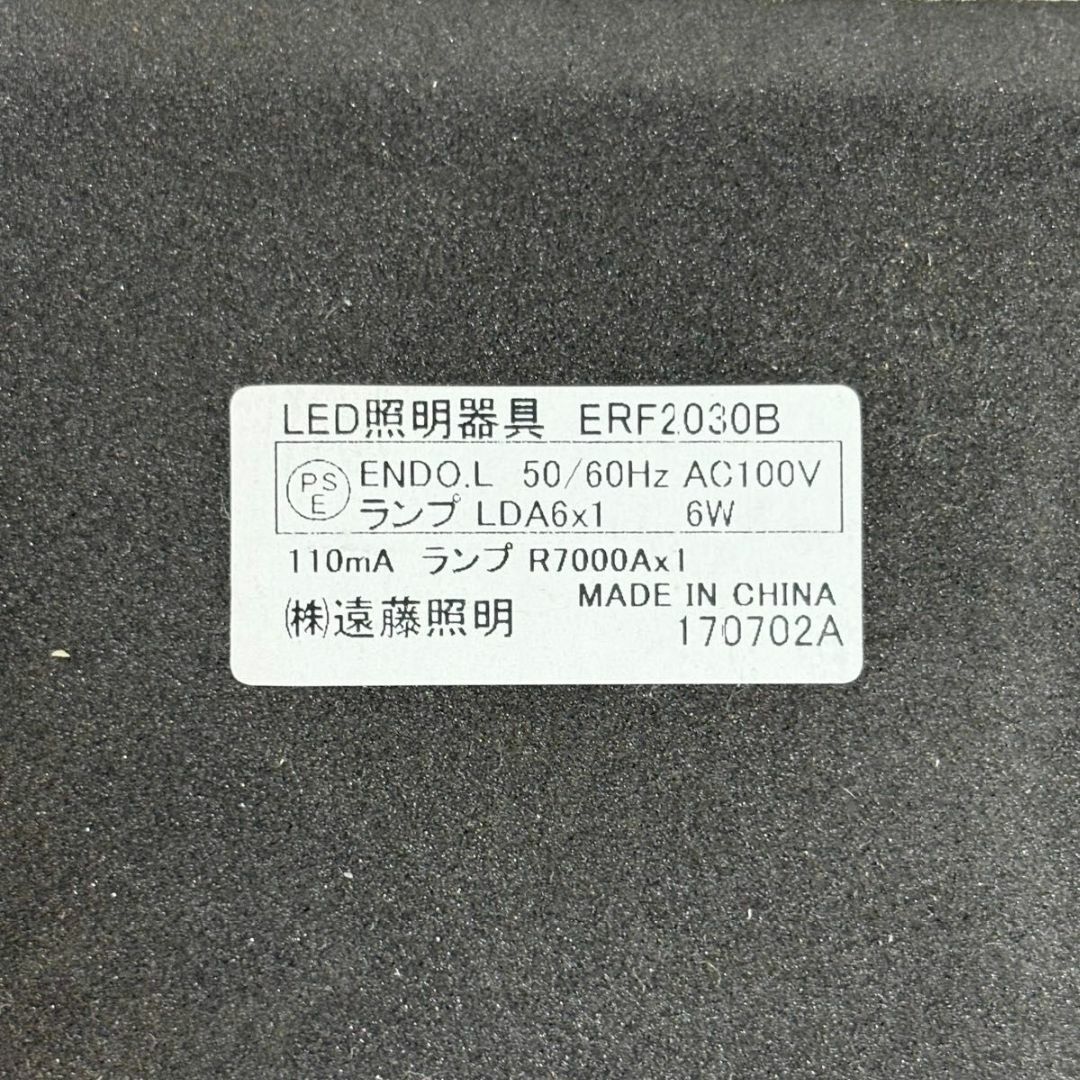 LED照明器具 ERF2030B
PSE ENDO.L 50/60Hz AC100V
ランプ LDA6x1 6W
110mA ランプ R7000Ax1
MADE IN CHINA
㈱遠藤照明
170702A